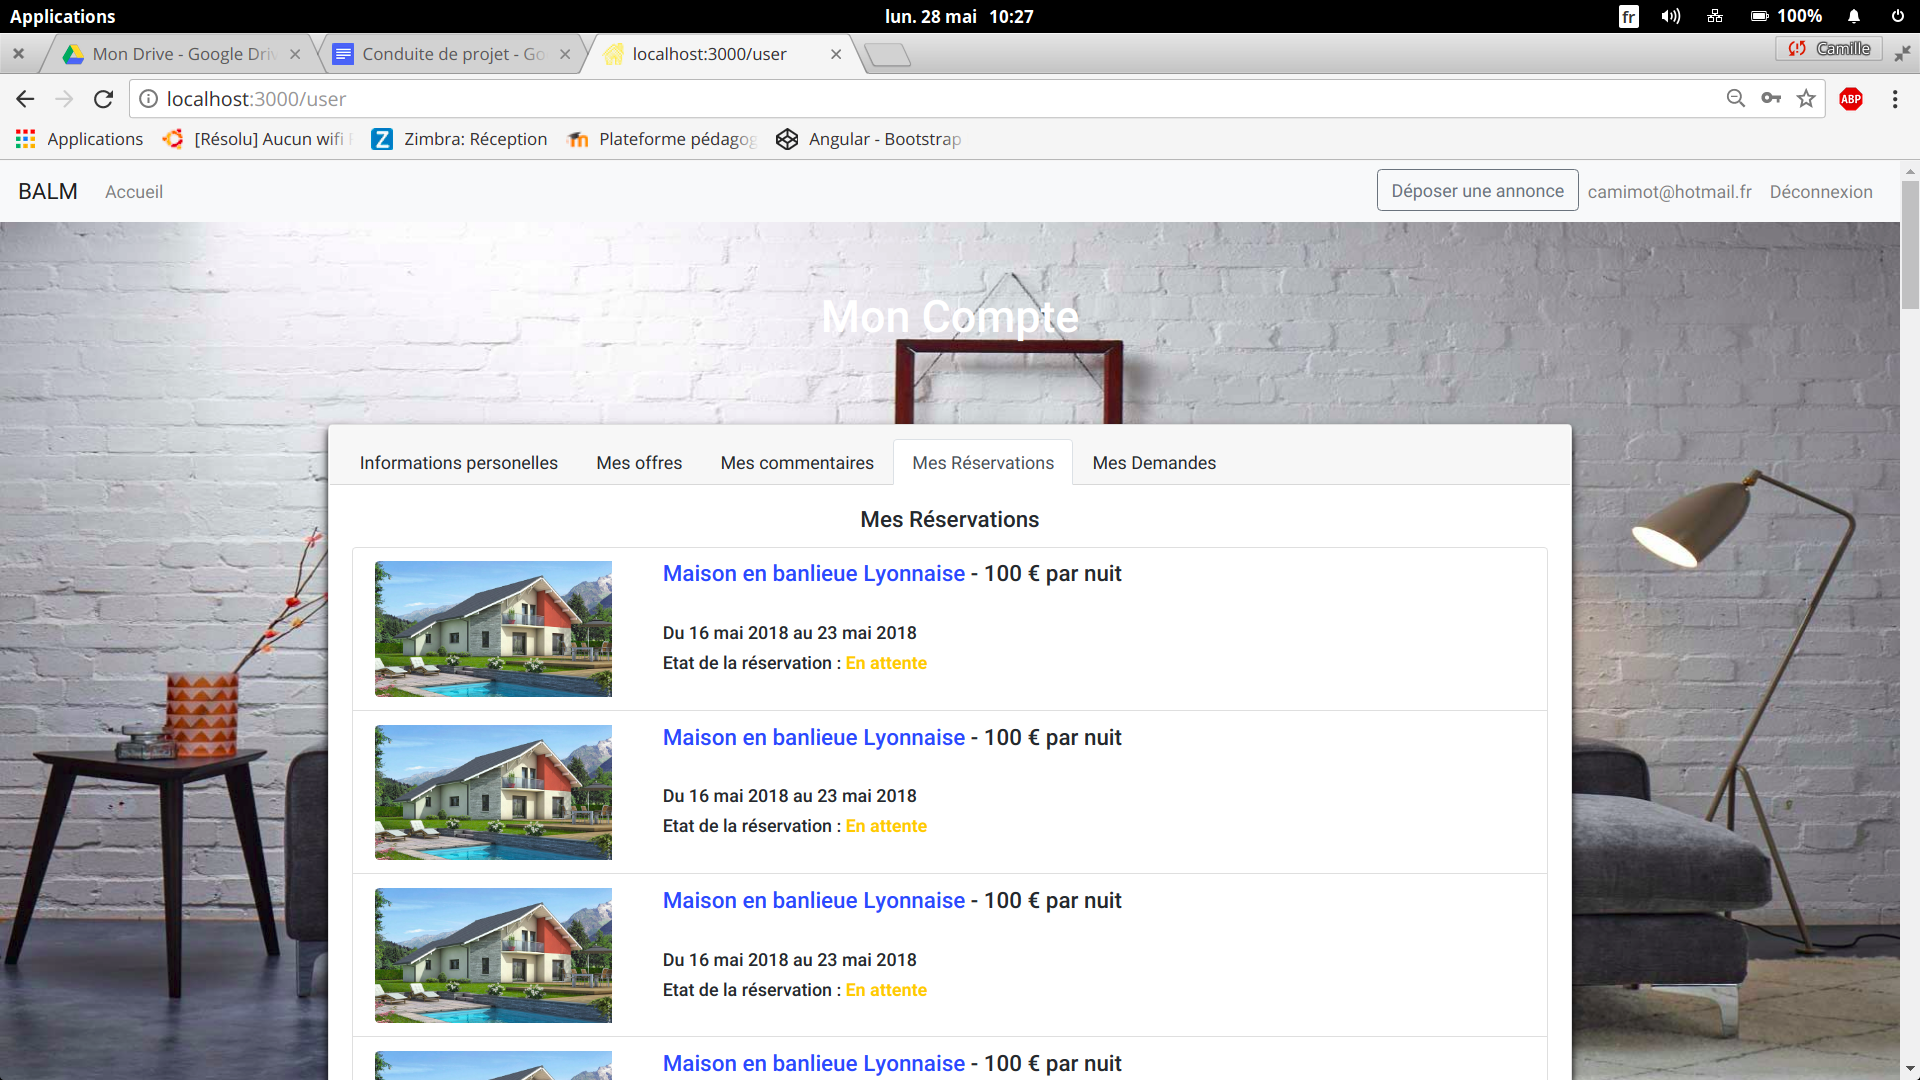 Applications
lun. 28 mai 10:27
fr
100%
Mon Drive - Google Driv
Conduite de projet - Go
localhost:3000/user
Camille
localhost:3000/user
ABP
Applications
[Résolu] Aucun wifi
Z
Zimbra: Réception
Plateforme pédagog
Angular - Bootstrap
BALM
Accueil
Déposer une annonce
camimot@hotmail.fr
Déconnexion
Mon Compte
Informations personelles
Mes offres
Mes commentaires
Mes Réservations
Mes Demandes
Mes Réservations
Maison en banlieue Lyonnaise - 100 € par nuit
Du 16 mai 2018 au 23 mai 2018
Etat de la réservation : En attente
Maison en banlieue Lyonnaise - 100 € par nuit
Du 16 mai 2018 au 23 mai 2018
Etat de la réservation : En attente
Maison en banlieue Lyonnaise - 100 € par nuit
Du 16 mai 2018 au 23 mai 2018
Etat de la réservation : En attente
Maison en banlieue Lyonnaise - 100 € par nuit